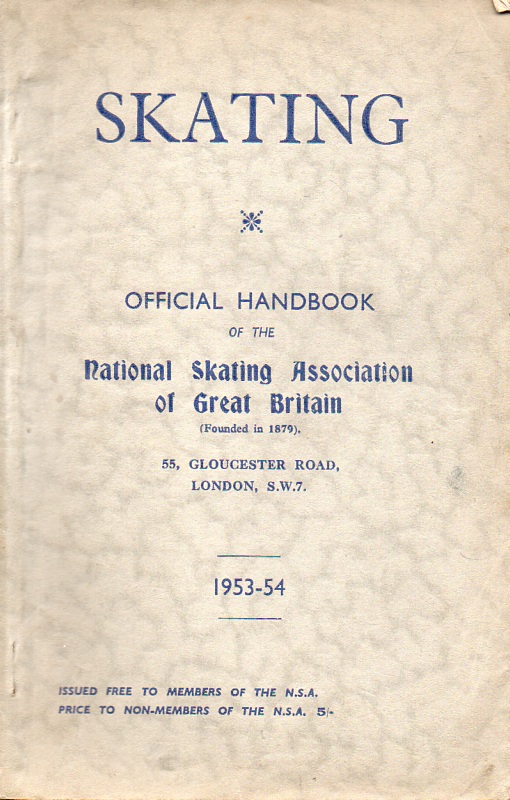 SKATING
OFFICIAL HANDBOOK
OF THE
National Skating Association
of Great Britain
(Founded in 1879).
55, GLOUCESTER ROAD,
LONDON, S.W.7.
1953-54
ISSUED FREE TO MEMBERS OF THE N.S.A.
PRICE TO NON-MEMBERS OF THE N.S.A. 5/-